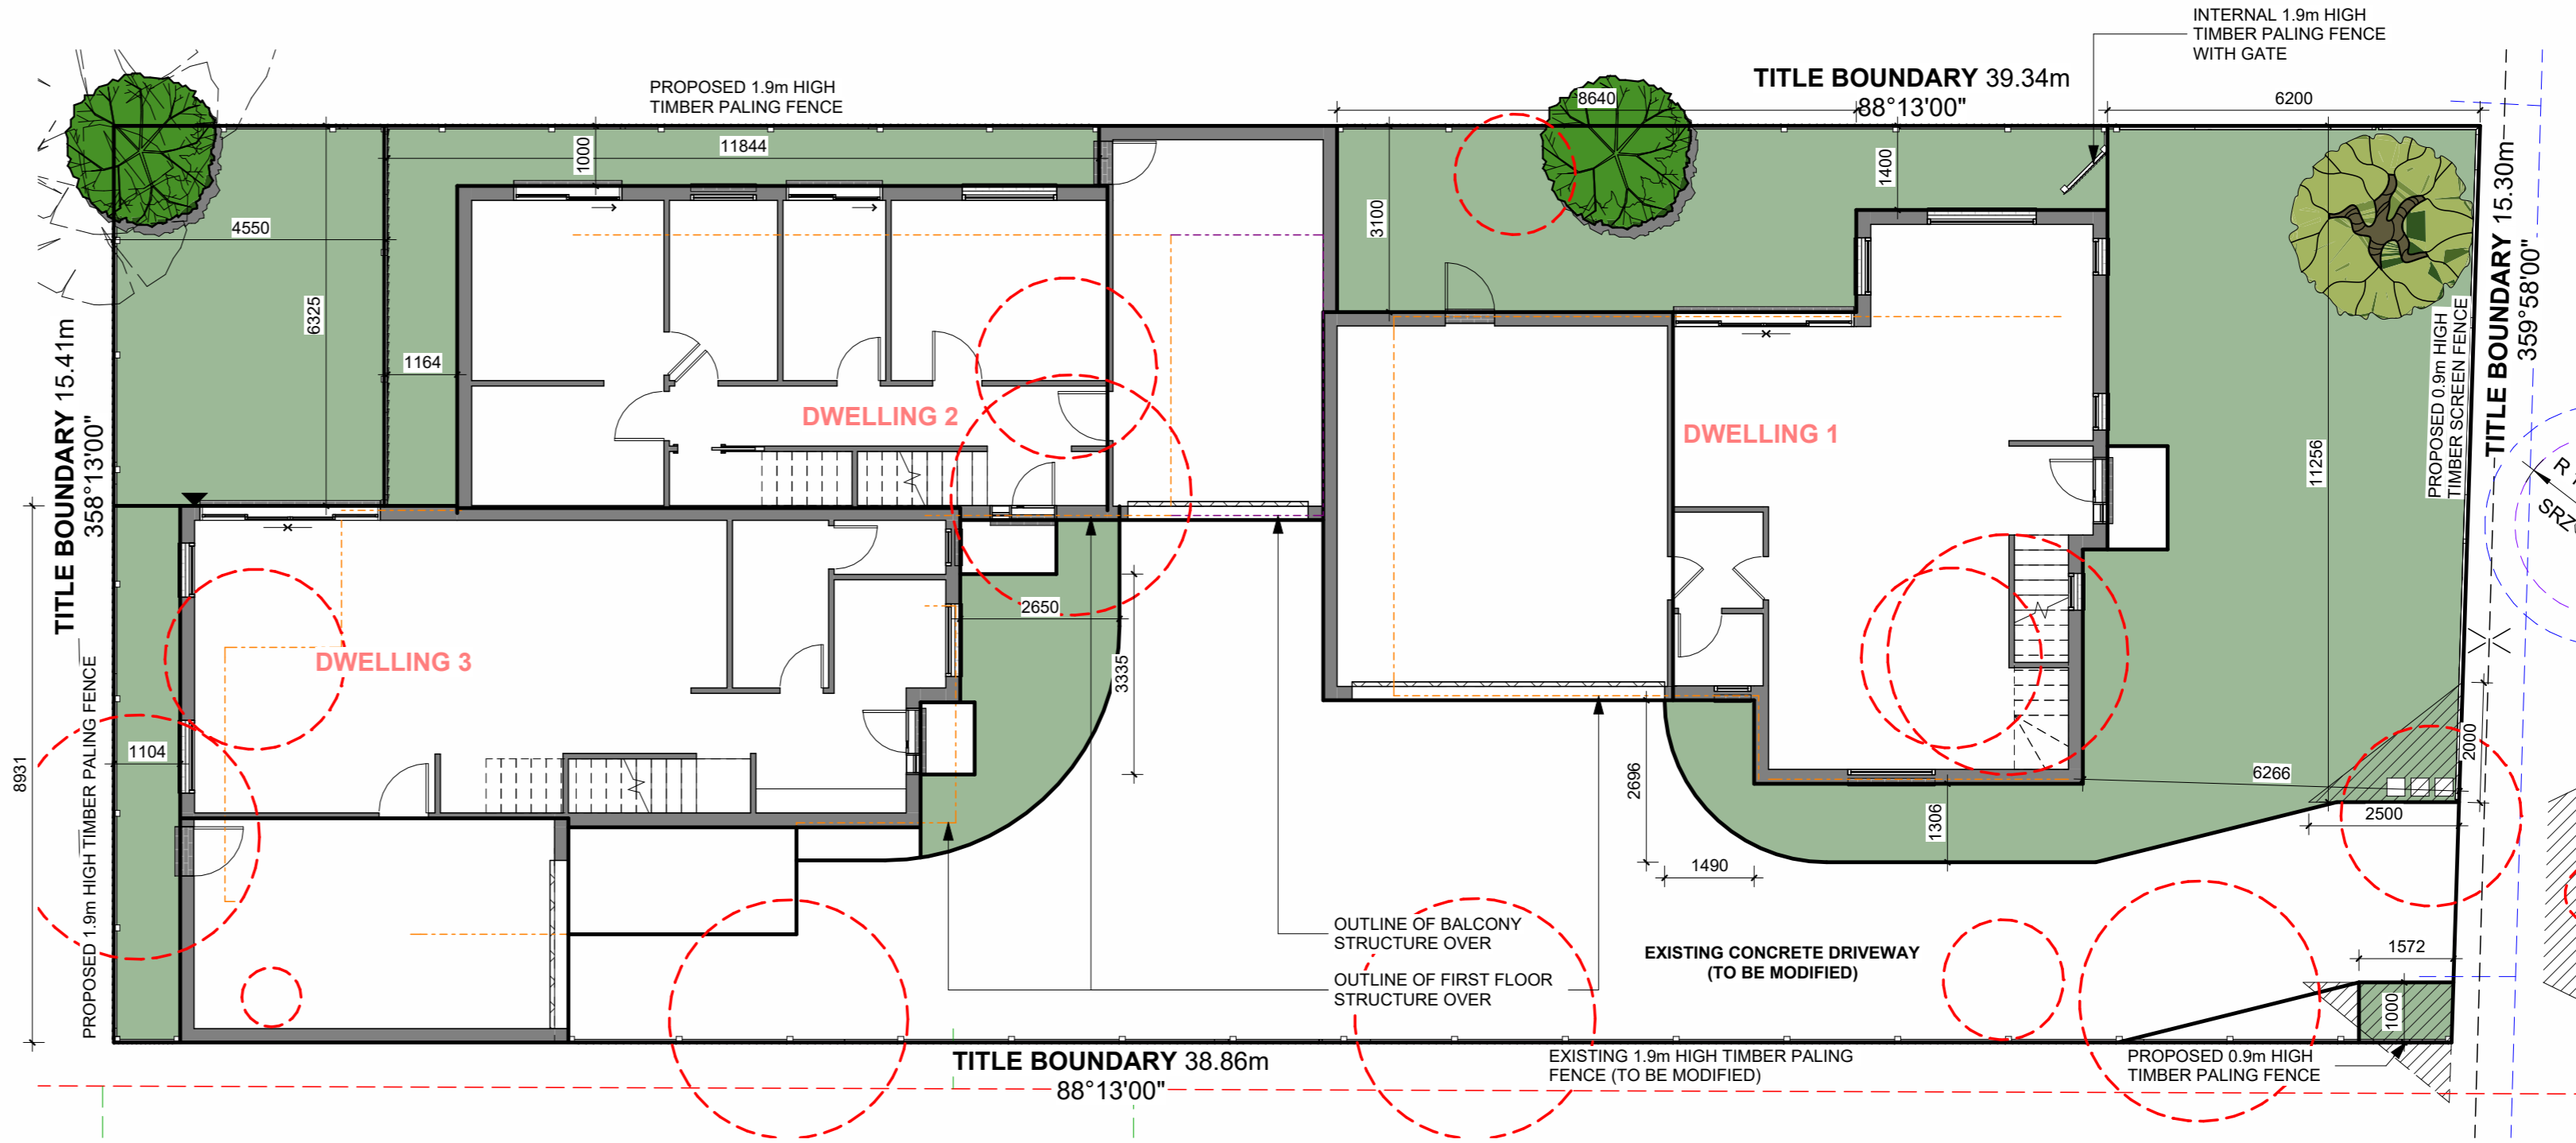 INTERNAL 1.9m HIGH
TIMBER PALING FENCE
WITH GATE
PROPOSED 1.9m HIGH
TIMBER PALING FENCE
TITLE BOUNDARY 39.34m
88°13'00"
8640
6200
11844
1000
1400
3100
4550
6325
1164
TITLE BOUNDARY 15.41m
358°13'00"
DWELLING 2
DWELLING 1
PROPOSED 0.9m HIGH
TIMBER SCREEN FENCE
TITLE BOUNDARY 15.30m
359°58'00"
11256
SRZ
2650
3335
DWELLING 3
PROPOSED 1.9m HIGH TIMBER PALING FENCE
1104
8931
2696
1490
1306
6266
2000
2500
1572
1000
OUTLINE OF BALCONY
STRUCTURE OVER
OUTLINE OF FIRST FLOOR
STRUCTURE OVER
EXISTING CONCRETE DRIVEWAY
(TO BE MODIFIED)
TITLE BOUNDARY 38.86m
88°13'00"
EXISTING 1.9m HIGH TIMBER PALING
FENCE (TO BE MODIFIED)
PROPOSED 0.9m HIGH
TIMBER PALING FENCE